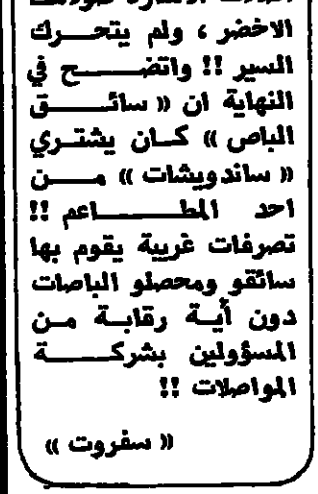 الاخضر ، ولم يتحرك
السير !! واتضح في
النهاية ان « سائق
الباص » كان يشتري
« ساندويشات » من
احد المطاعم !!
تصرفات غريبة يقوم بها
سائقو ومحصلو الباصات
دون أية رقابة من
المسؤولين بشركة
المواصلات !!
« سفروت »